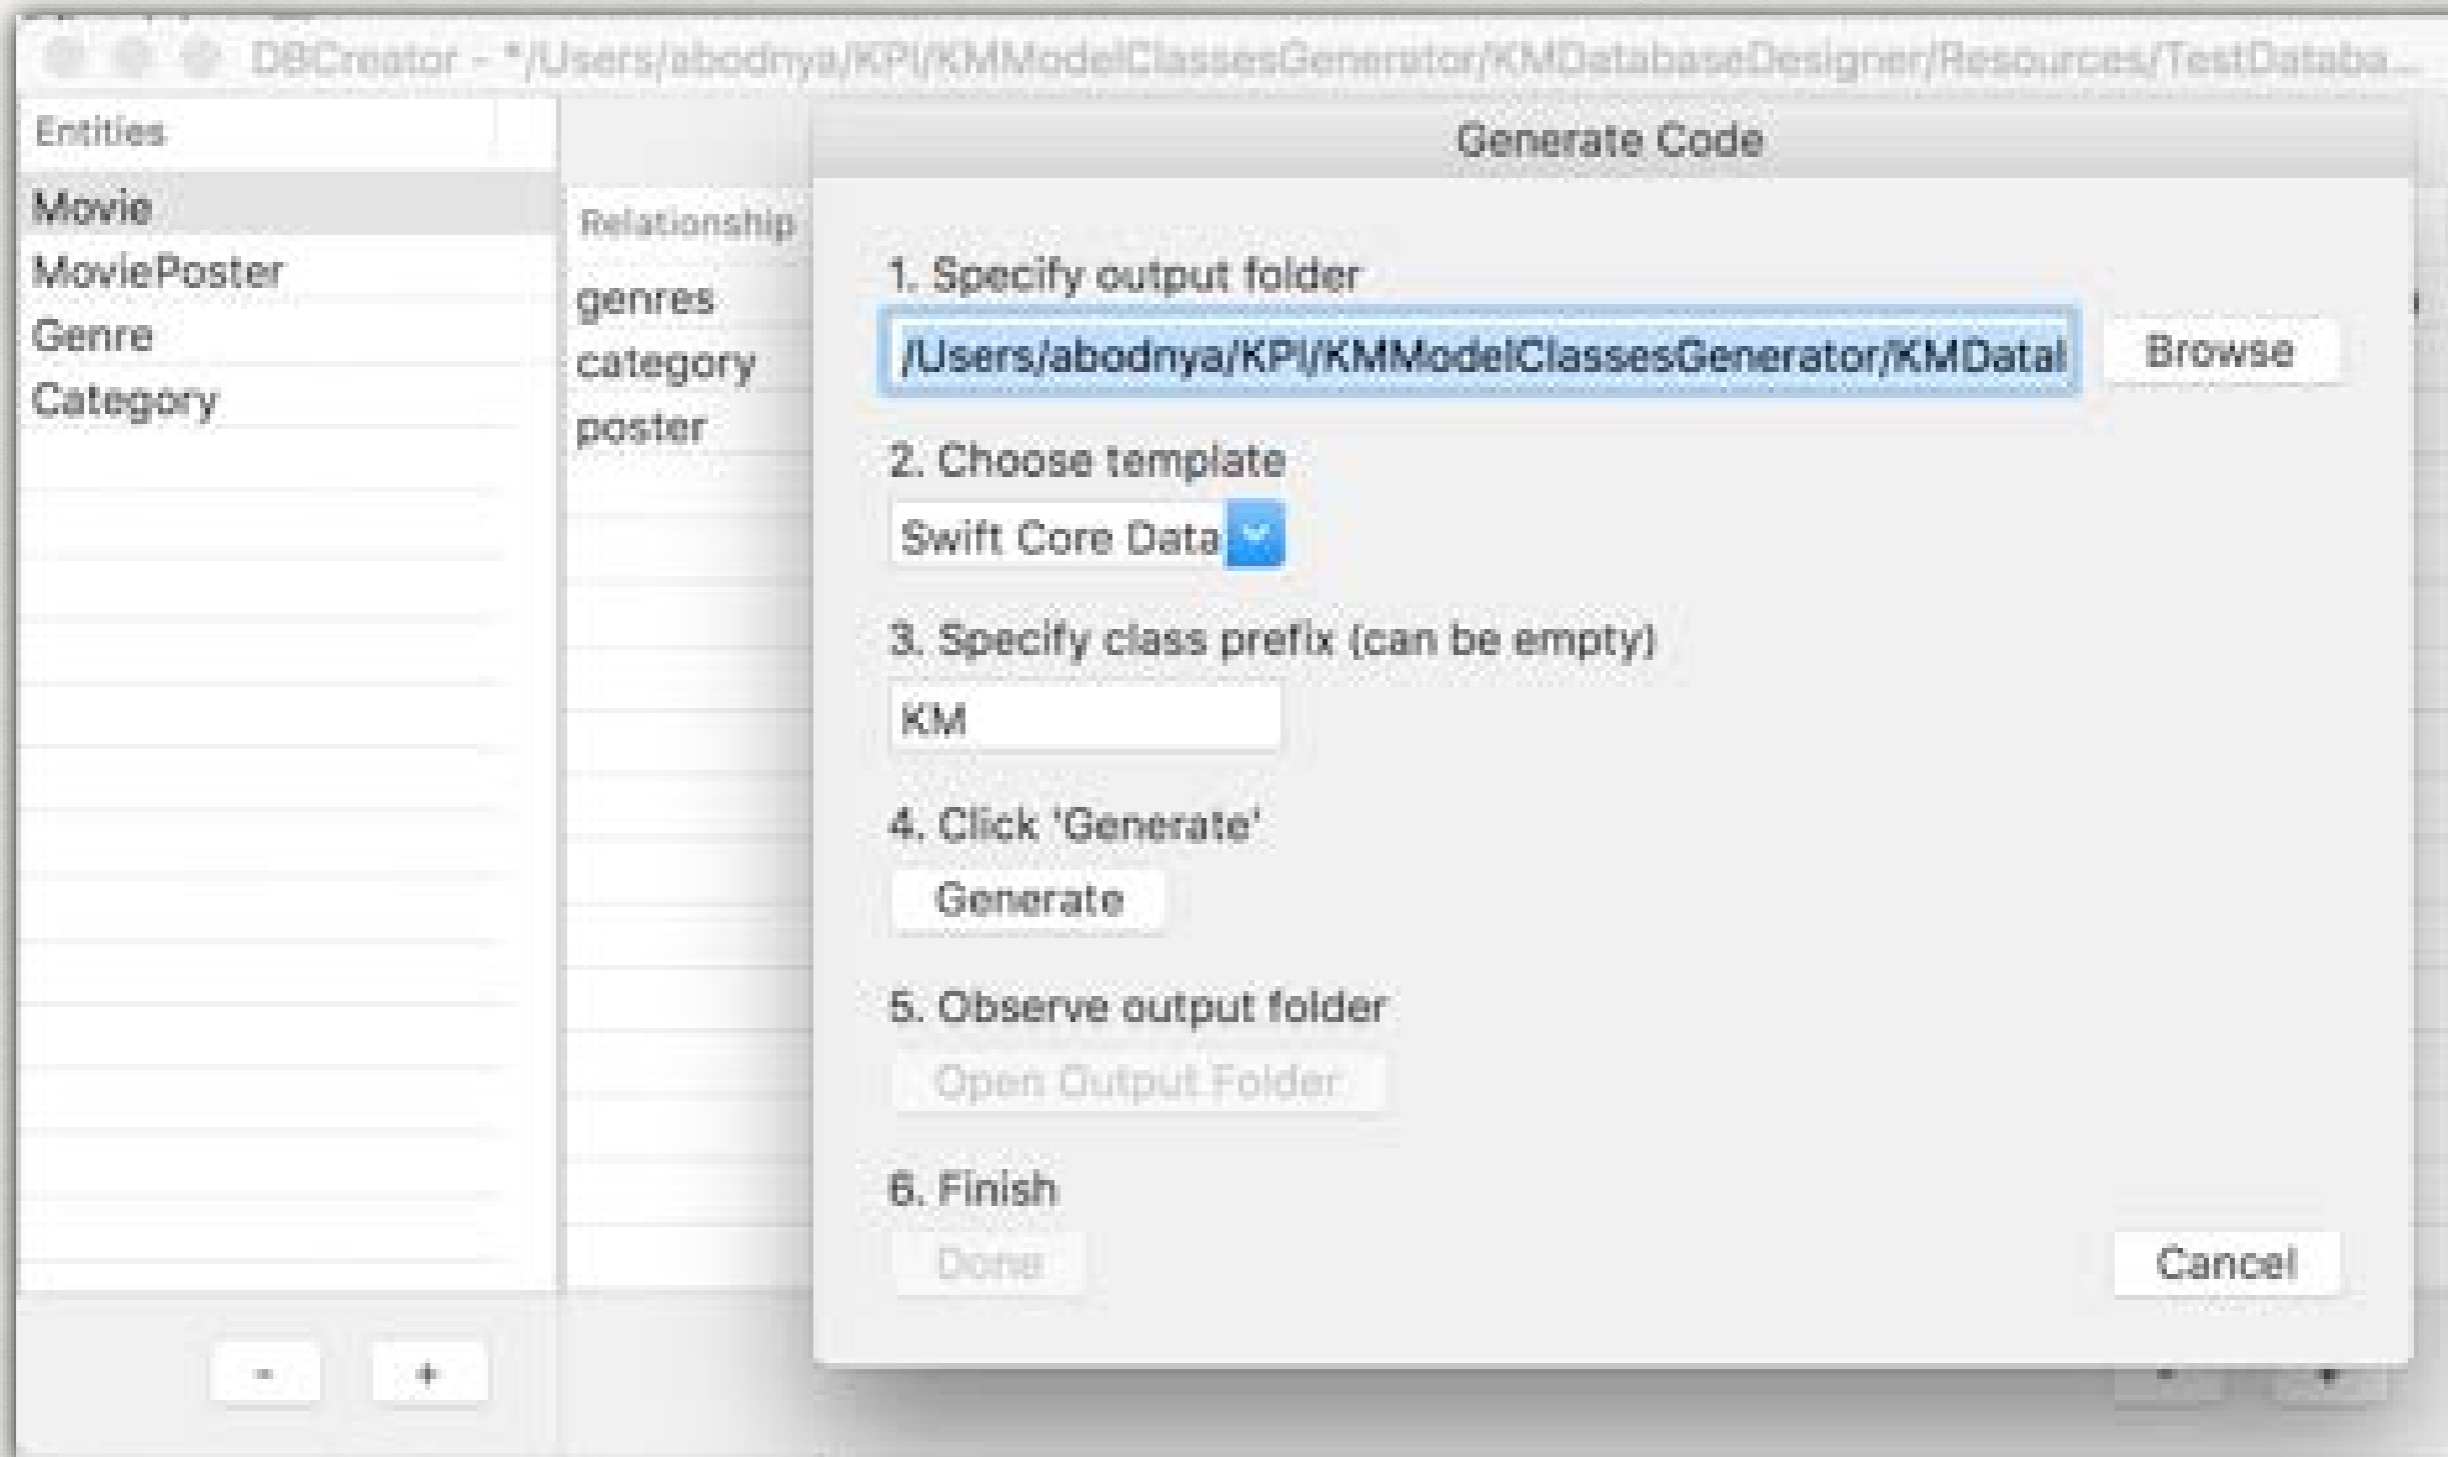 DBCreator - */Users/abodnya/KPI/KMModelClassesGenerator/KMDatabaseDesigner/Resources/TestDataba...
Entities
Movie
MoviePoster
Genre
Category
- +
Relationship
genres
category
poster
Generate Code
1. Specify output folder
/Users/abodnya/KPI/KMModelClassesGenerator/KMDatal
Browse
2. Choose template
Swift Core Data
3. Specify class prefix (can be empty)
KM
4. Click 'Generate'
Generate
5. Observe output folder
Open Output Folder
6. Finish
Done
Cancel
- +